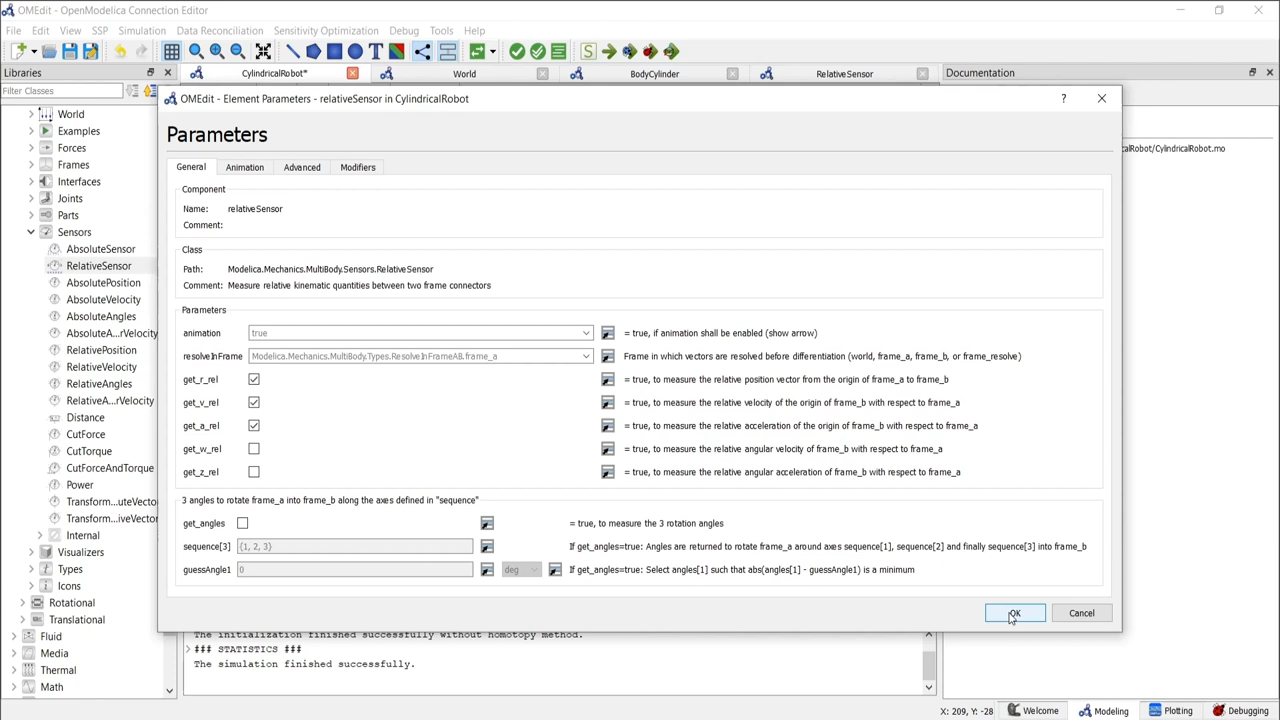 OMEdit - OpenModelica Connection Editor
File Edit View SSP Simulation Sensitivity Optimization Data Reconciliation Debug Tools Help
Libraries
CylindricalRobot*
World
BodyCylinder
RelativeSensor
Documentation
Filter Classes
OMEdit - Element Parameters - relativeSensor in CylindricalRobot
?
World
Examples
Forces
Frames
Interfaces
Joints
Parts
Sensors
AbsoluteSensor
RelativeSensor
AbsolutePosition
AbsoluteVelocity
AbsoluteAngles
AbsoluteA...rVelocity
RelativePosition
RelativeVelocity
RelativeAngles
RelativeA...rVelocity
Distance
CutForce
CutTorque
CutForceAndTorque
Power
Transform...uteVector
Transform...iveVector
Internal
Visualizers
Types
Icons
Rotational
Translational
Fluid
Media
Thermal
Math
Parameters
General Animation Advanced Modifiers
Component
Name: relativeSensor
Comment:
Class
Path: Modelica.Mechanics.MultiBody.Sensors.RelativeSensor
Comment: Measure relative kinematic quantities between two frame connectors
Parameters
animation true = true, if animation shall be enabled (show arrow)
resolveInFrame Modelica.Mechanics.MultiBody.Types.ResolveInFrameAB.frame_a Frame in which vectors are resolved before differentiation (world, frame_a, frame_b, or frame_resolve)
get_r_rel = true, to measure the relative position vector from the origin of frame_a to frame_b
get_v_rel = true, to measure the relative velocity of the origin of frame_b with respect to frame_a
get_a_rel = true, to measure the relative acceleration of the origin of frame_b with respect to frame_a
get_w_rel = true, to measure the relative angular velocity of frame_b with respect to frame_a
get_z_rel = true, to measure the relative angular acceleration of frame_b with respect to frame_a
3 angles to rotate frame_a into frame_b along the axes defined in "sequence"
get_angles = true, to measure the 3 rotation angles
sequence[3] {1, 2, 3} If get_angles=true: Angles are returned to rotate frame_a around axes sequence[1], sequence[2] and finally sequence[3] into frame_b
guessAngle1 0 deg If get_angles=true: Select angles[1] such that abs(angles[1] - guessAngle1) is a minimum
OK Cancel
calRobot/CylindricalRobot.mo
The initialization finished successfully without homotopy method.
### STATISTICS ###
The simulation finished successfully.
X: 209, Y: -28
Welcome
Modeling
Plotting
Debugging